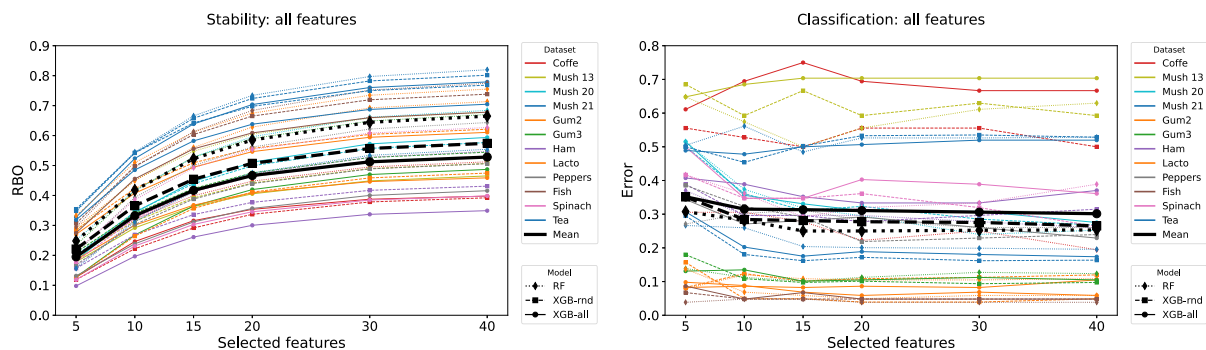 Stability: all features
0.9
0.8
0.7
0.6
0.5
0.4
0.3
0.2
0.1
0.0
RBO
5
10
15
20
30
40
Selected features
Dataset
Coffe
Mush 13
Mush 20
Mush 21
Gum2
Gum3
Ham
Lacto
Peppers
Fish
Spinach
Tea
Mean
Model
RF
XGB-rnd
XGB-all
Classification: all features
0.8
0.7
0.6
0.5
0.4
0.3
0.2
0.1
0.0
Error
5
10
15
20
30
40
Selected features
Dataset
Coffe
Mush 13
Mush 20
Mush 21
Gum2
Gum3
Ham
Lacto
Peppers
Fish
Spinach
Tea
Mean
Model
RF
XGB-rnd
XGB-all